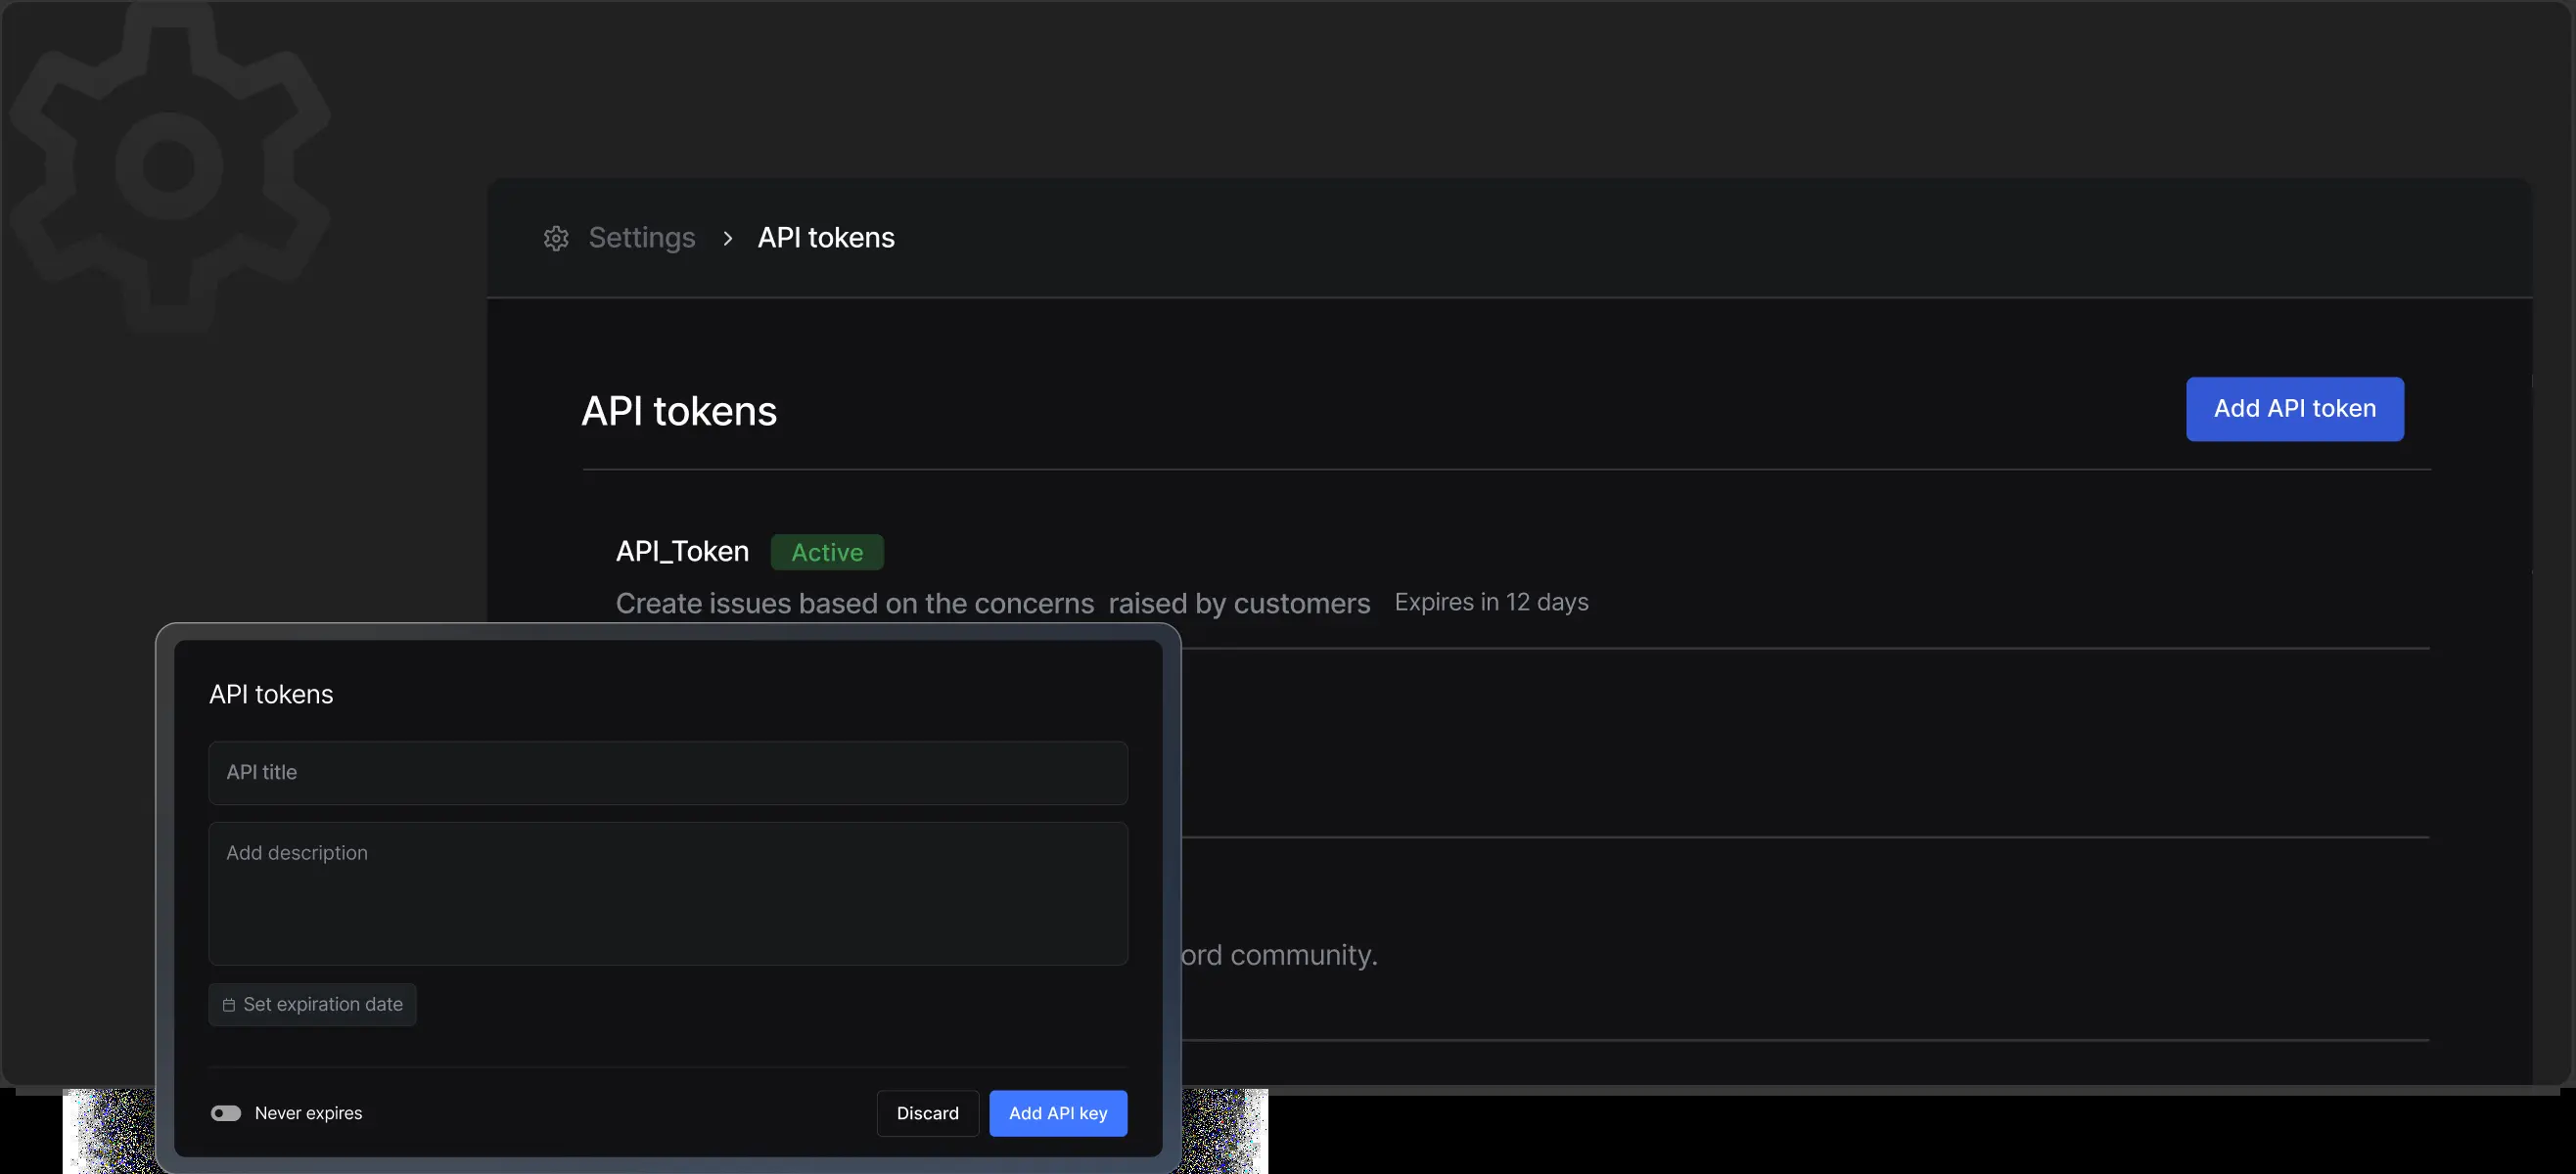 Settings > API tokens
API tokens
Add API token
API_Token Active
Create issues based on the concerns raised by customers Expires in 12 days
community.
API tokens
API title
Add description
Set expiration date
Never expires
Discard
Add API key